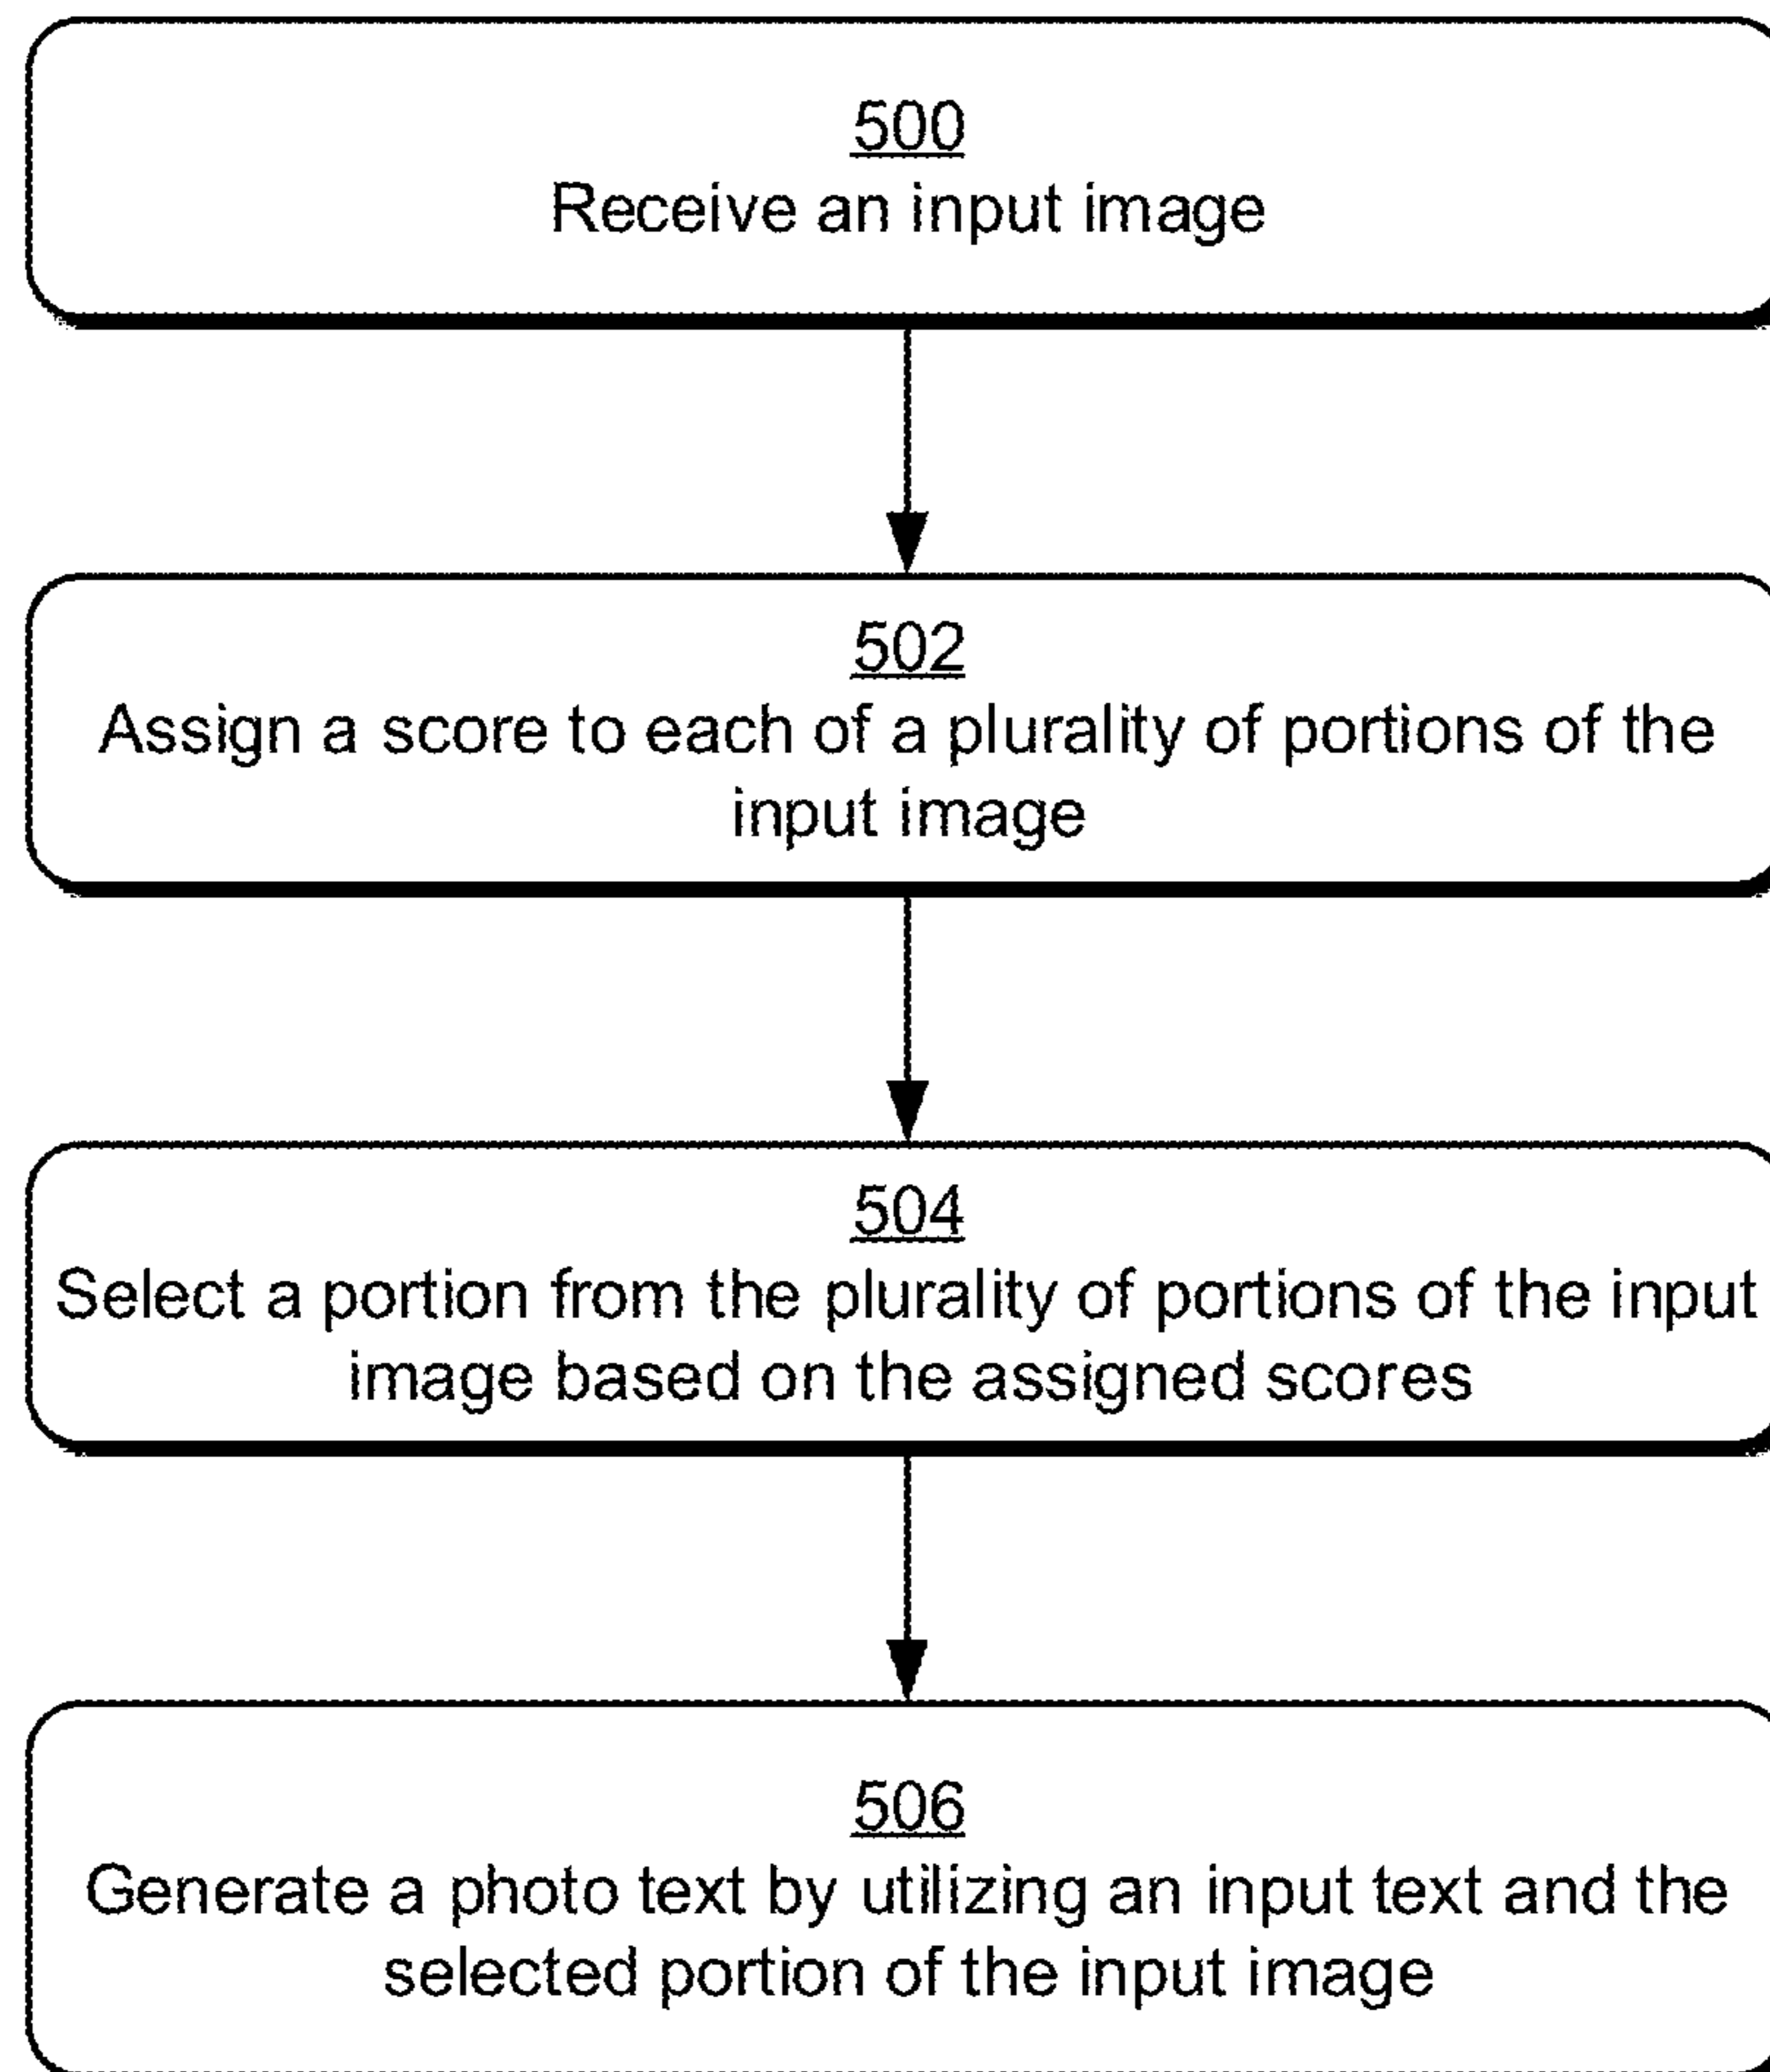 500
Receive an input image
502
Assign a score to each of a plurality of portions of the
input image
504
Select a portion from the plurality of portions of the input
image based on the assigned scores
506
Generate a photo text by utilizing an input text and the
selected portion of the input image